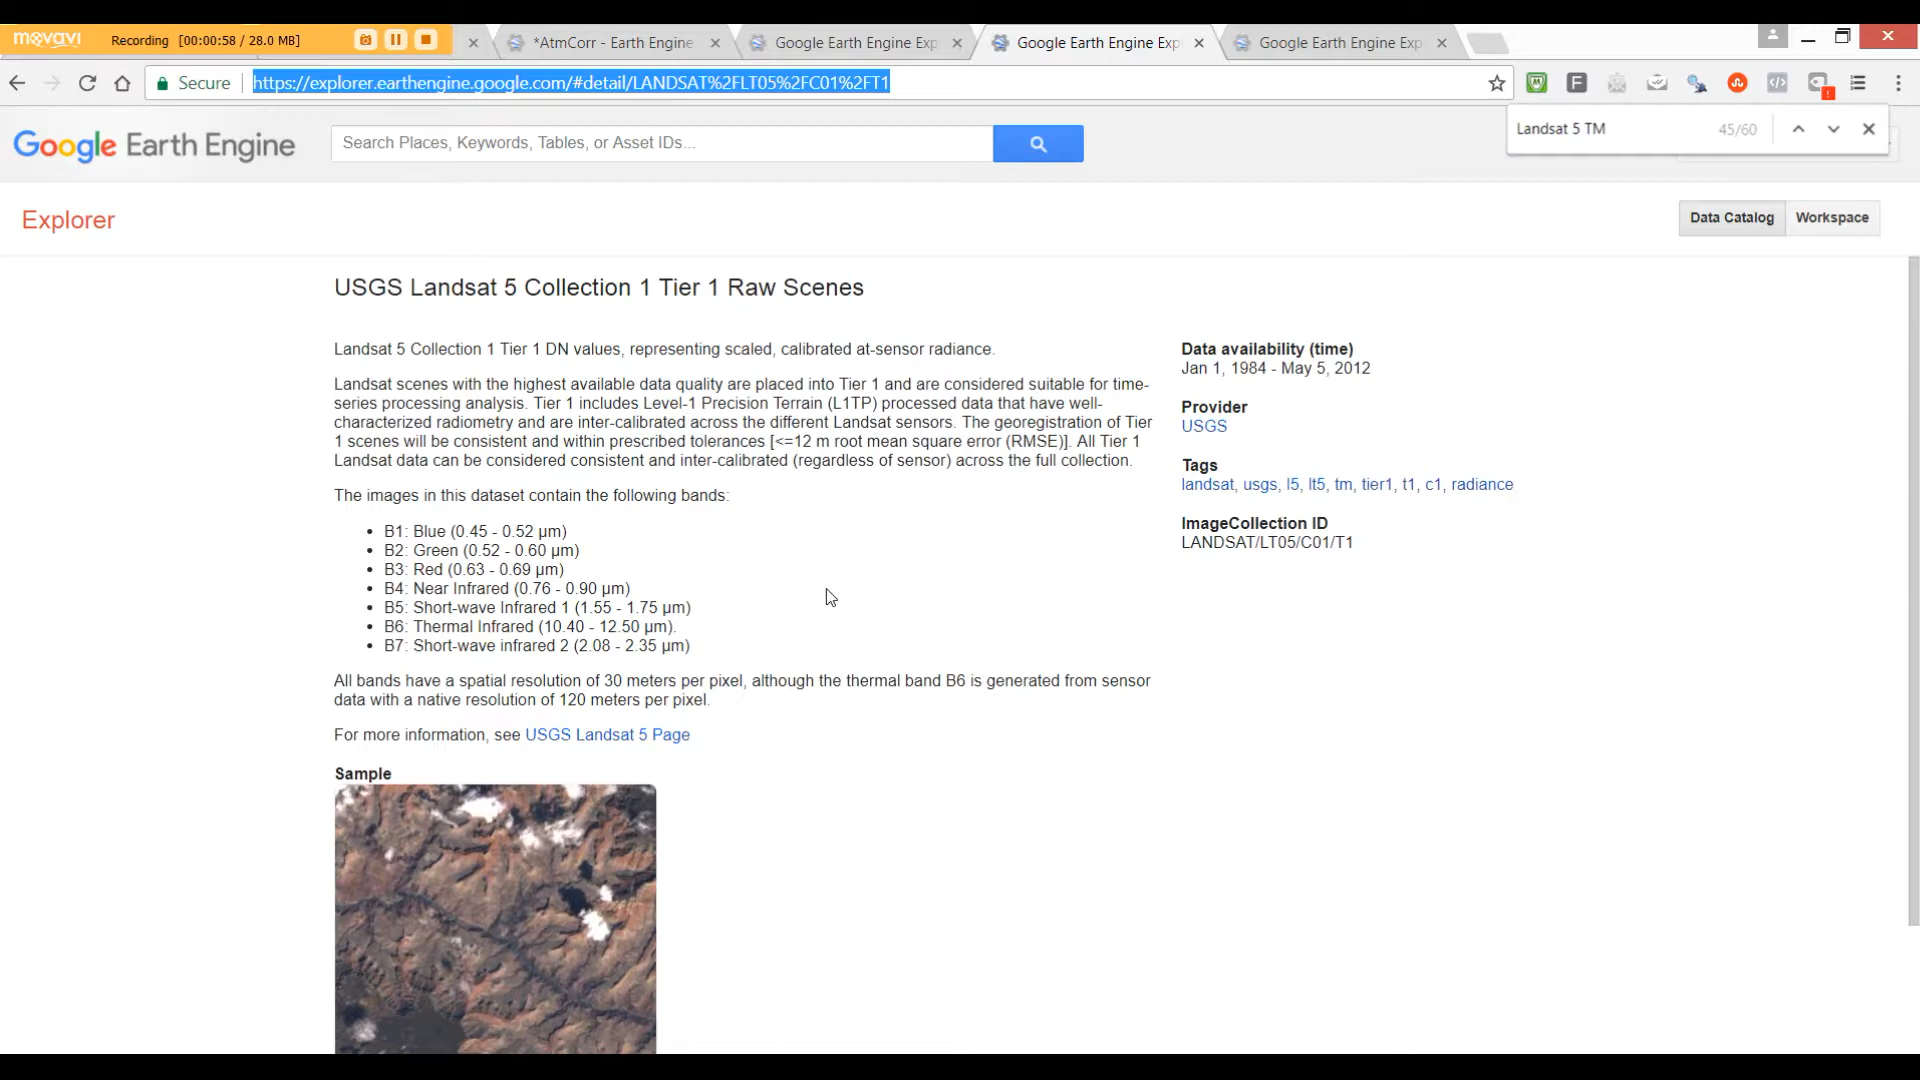 movavi Recording [00:00:58 / 28.0 MB]
*AtmCorr - Earth Engine
Google Earth Engine Exp
Google Earth Engine Exp
Google Earth Engine Exp
Secure https://explorer.earthengine.google.com/#detail/LANDSAT%2FLT05%2FC01%2FT1
Landsat 5 TM 45/60
Google Earth Engine
Search Places, Keywords, Tables, or Asset IDs...
Explorer
Data Catalog Workspace
USGS Landsat 5 Collection 1 Tier 1 Raw Scenes
Landsat 5 Collection 1 Tier 1 DN values, representing scaled, calibrated at-sensor radiance.
Landsat scenes with the highest available data quality are placed into Tier 1 and are considered suitable for time-
series processing analysis. Tier 1 includes Level-1 Precision Terrain (L1TP) processed data that have well-
characterized radiometry and are inter-calibrated across the different Landsat sensors. The georegistration of Tier
1 scenes will be consistent and within prescribed tolerances [<=12 m root mean square error (RMSE)]. All Tier 1
Landsat data can be considered consistent and inter-calibrated (regardless of sensor) across the full collection.
The images in this dataset contain the following bands:
• B1: Blue (0.45 - 0.52 µm)
• B2: Green (0.52 - 0.60 µm)
• B3: Red (0.63 - 0.69 µm)
• B4: Near Infrared (0.76 - 0.90 µm)
• B5: Short-wave Infrared 1 (1.55 - 1.75 µm)
• B6: Thermal Infrared (10.40 - 12.50 µm).
• B7: Short-wave infrared 2 (2.08 - 2.35 µm)
All bands have a spatial resolution of 30 meters per pixel, although the thermal band B6 is generated from sensor
data with a native resolution of 120 meters per pixel.
For more information, see USGS Landsat 5 Page
Sample
Data availability (time)
Jan 1, 1984 - May 5, 2012
Provider
USGS
Tags
landsat, usgs, l5, lt5, tm, tier1, t1, c1, radiance
ImageCollection ID
LANDSAT/LT05/C01/T1